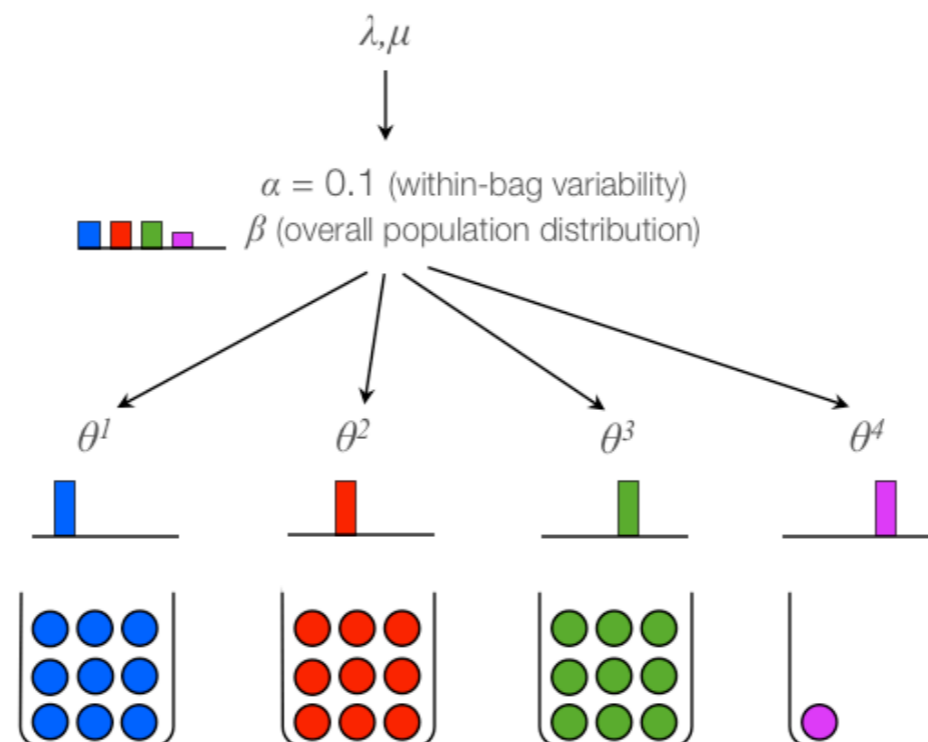 λ,μ
α = 0.1 (within-bag variability)
β (overall population distribution)
θ¹ θ² θ³ θ⁴